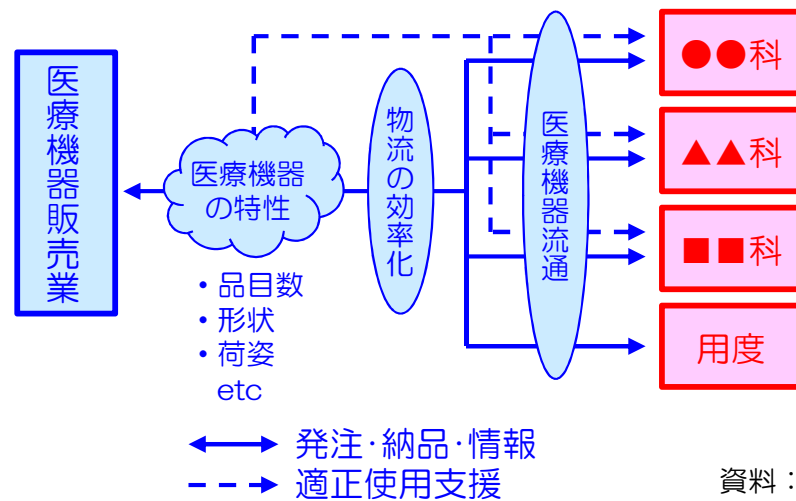 医療機器販売業
医療機器
の特性
・品目数
・形状
・荷姿
etc
物流の効率化
医療機器流通
●●科
▲▲科
■■科
用度
発注・納品・情報
適正使用支援
資料：